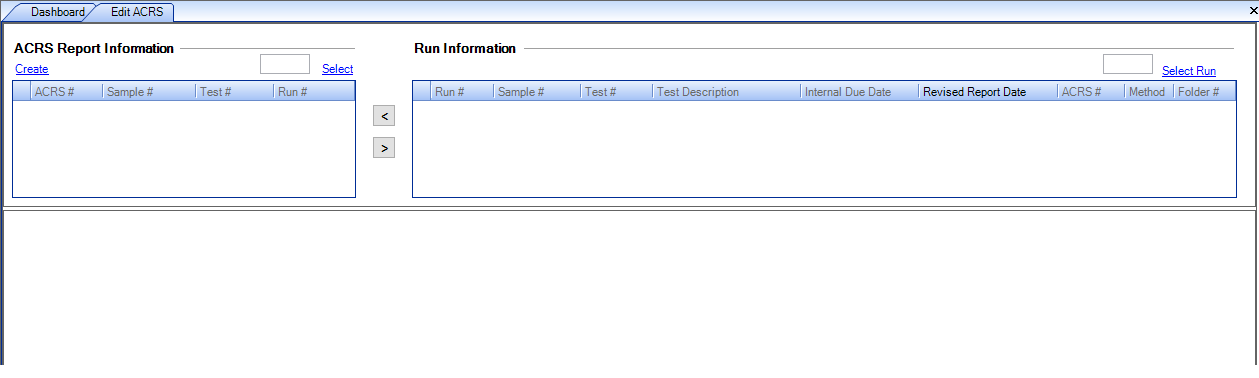 Dashboard Edit ACRS ×
ACRS Report Information
Create Select
ACRS # Sample # Test # Run #
<
>
Run Information
Select Run
Run # Sample # Test # Test Description Internal Due Date Revised Report Date ACRS # Method Folder #